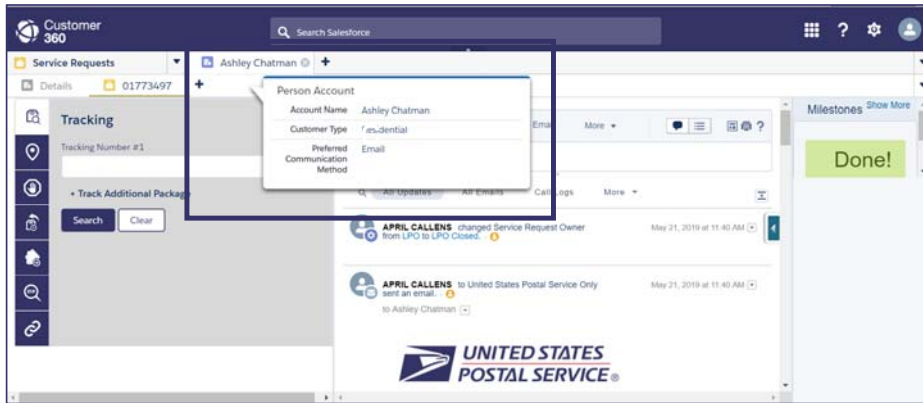 Customer
360
Search Salesforce
?
Service Requests
Ashley Chatman
+
Details
01773497
+
Person Account
Account Name Ashley Chatman
Customer Type Residential
Preferred
Communication
Method
Email
More
?
Milestones Show More
Done!
Tracking
Tracking Number #1
+ Track Additional Package
Search
Clear
All Updates
All Emails
Call Logs
More
APRIL CALLENS changed Service Request Owner
from LPO to LPO Closed.
May 21, 2019 at 11:40 AM
APRIL CALLENS to United States Postal Service Only
sent an email.
May 21, 2019 at 11:40 AM
to Ashley Chatman
UNITED STATES
POSTAL SERVICE ®